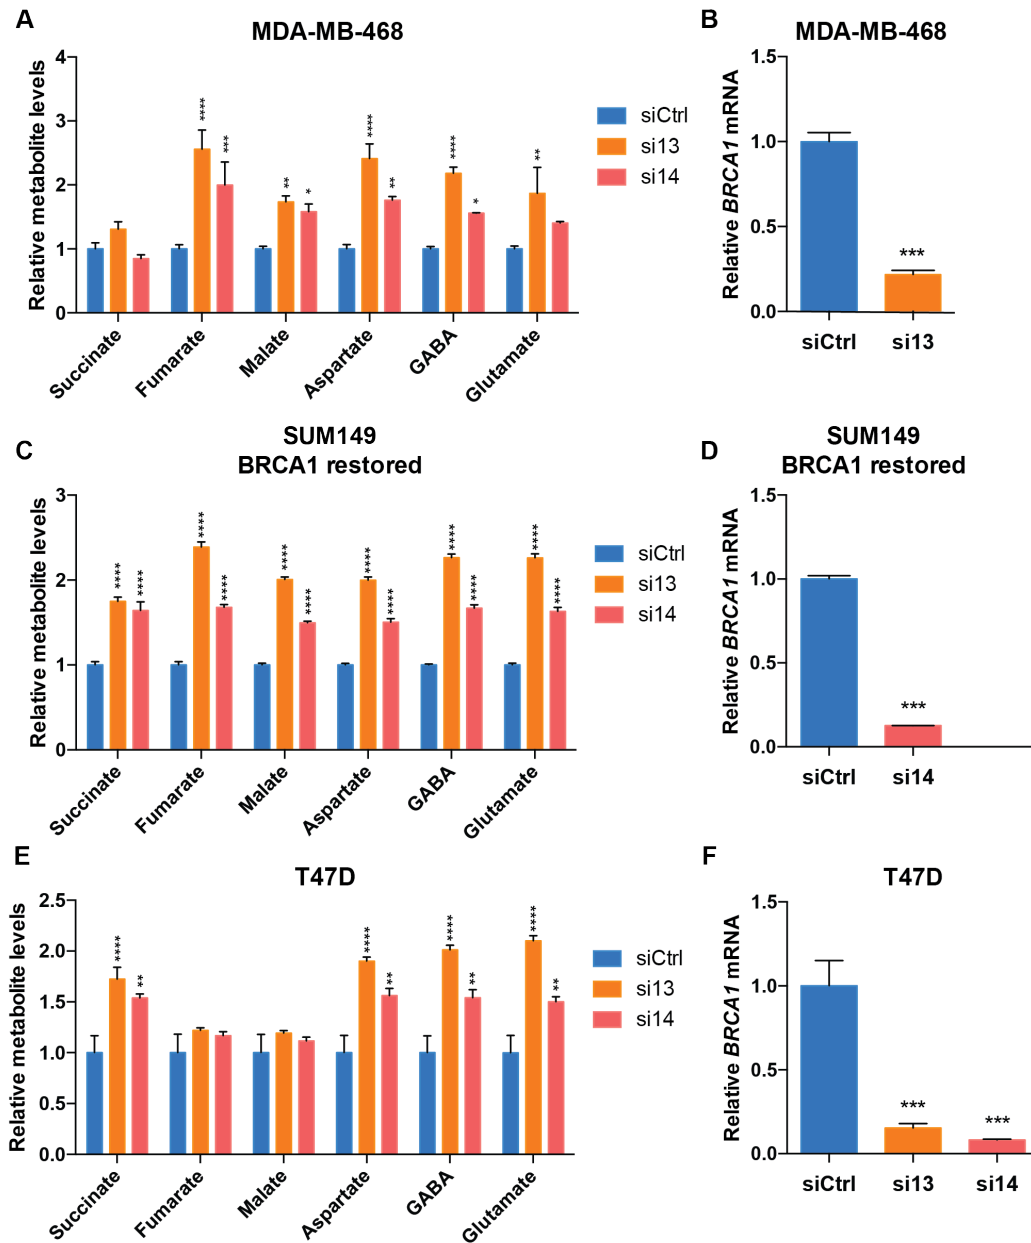 A
MDA-MB-468
Relative metabolite levels
4
3
2
1
0
**** *** ** * **** ** **** * **
Succinate
Fumarate
Malate
Aspartate
GABA
Glutamate
siCtrl
si13
si14
B
MDA-MB-468
Relative BRCA1 mRNA
1.5
1.0
0.5
0.0
***
siCtrl si13
C
SUM149
BRCA1 restored
Relative metabolite levels
3
2
1
0
**** **** **** **** **** **** **** **** **** **** **** ****
Succinate
Fumarate
Malate
Aspartate
GABA
Glutamate
siCtrl
si13
si14
D
SUM149
BRCA1 restored
Relative BRCA1 mRNA
1.5
1.0
0.5
0.0
***
siCtrl si14
E
T47D
Relative metabolite levels
2.5
2.0
1.5
1.0
0.5
0.0
**** ** **** ** **** ** **** **
Succinate
Fumarate
Malate
Aspartate
GABA
Glutamate
siCtrl
si13
si14
F
T47D
Relative BRCA1 mRNA
1.5
1.0
0.5
0.0
*** ***
siCtrl si13 si14